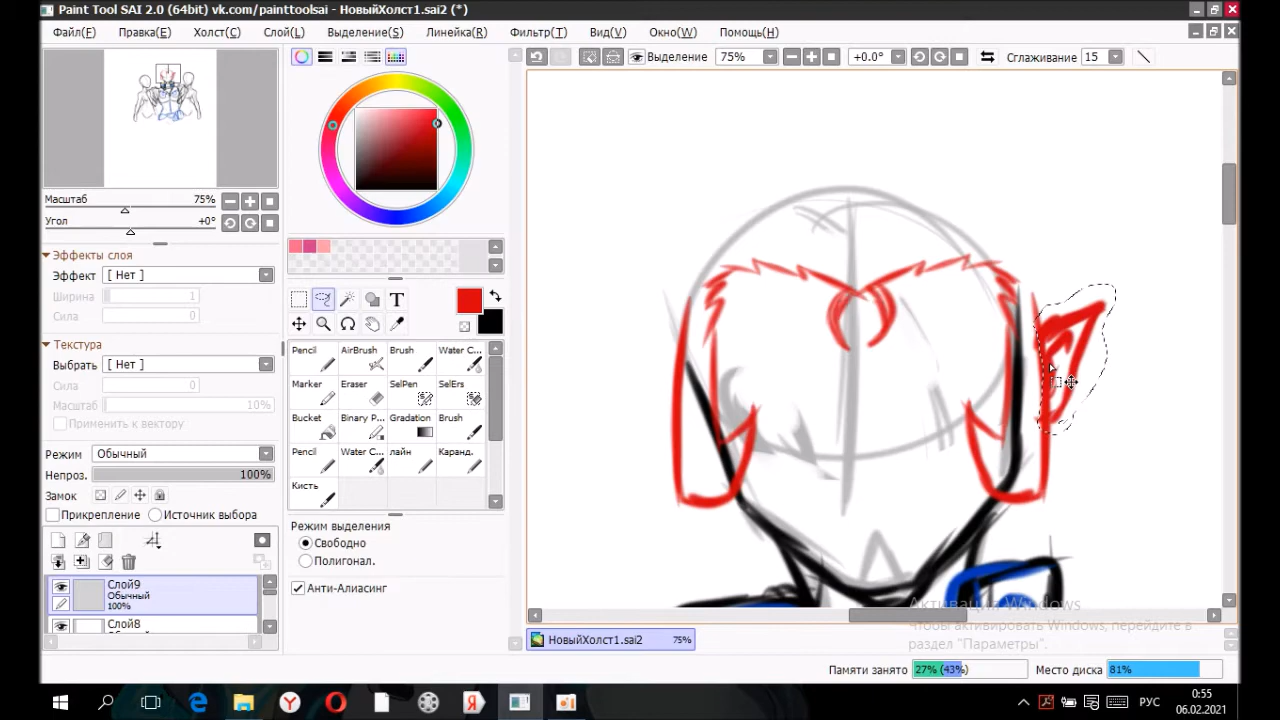 Paint Tool SAI 2.0 (64bit) vk.com/painttoolsai - НовыйХолст1.sai2 (*)
Файл(F) Правка(E) Холст(C) Слой(L) Выделение(S) Линейка(R) Фильтр(T) Вид(V) Окно(W) Помощь(H)
Выделение 75% +0.0° Сглаживание 15
Масштаб 75%
Угол +0°
Эффекты слоя
Эффект [ Нет ]
Ширина 1
Сила 0
Текстура
Выбрать [ Нет ]
Сила 0
Масштаб 10%
Применить к вектору
Режим Обычный
Непроз. 100%
Замок
Прикрепление Источник выбора
Слой9
Обычный
100%
Слой8
T
Pencil AirBrush Brush Water C...
Marker Eraser SelPen SelErs
Bucket Binary P... Gradation Brush
Pencil Water C... лайн Каранд.
Кисть
Режим выделения
Свободно
Полигонал.
Анти-Алиасинг
Активация Windows
Чтобы активировать Windows, перейдите в
раздел "Параметры".
НовыйХолст1.sai2 75%
Памяти занято 27% (43%) Место диска 81%
РУС
0:55
06.02.2021